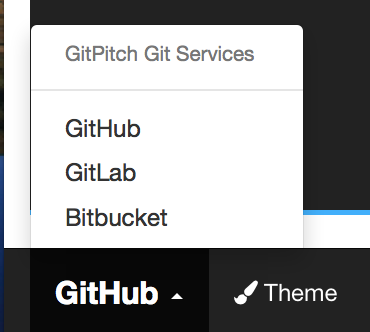 GitPitch Git Services
GitHub
GitLab
Bitbucket
GitHub
Theme